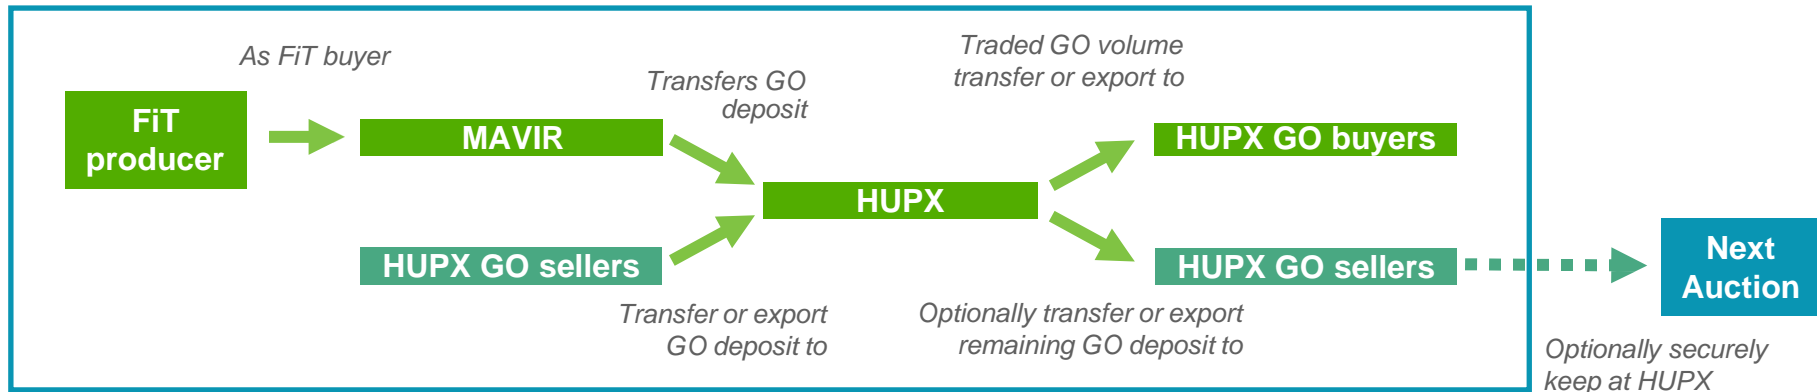 As FiT buyer
Traded GO volume
transfer or export to
Transfers GO
deposit
FiT
producer
MAVIR
HUPX GO buyers
HUPX
HUPX GO sellers
HUPX GO sellers
Next
Auction
Transfer or export
GO deposit to
Optionally transfer or export
remaining GO deposit to
Optionally securely
keep at HUPX